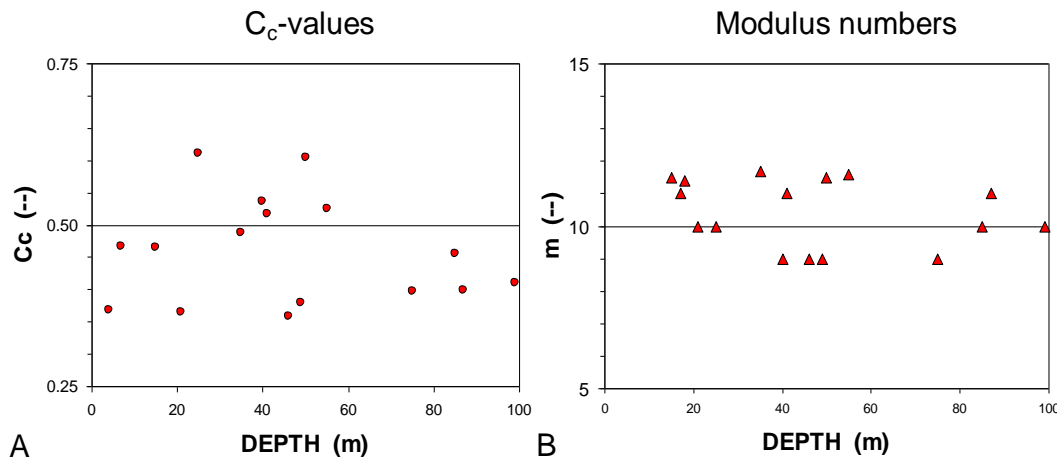 Cc-values
Modulus numbers
0.75
0.50
0.25
Cc (--)
0 20 40 60 80 100
DEPTH (m)
A
15
10
5
m (--)
0 20 40 60 80 100
DEPTH (m)
B